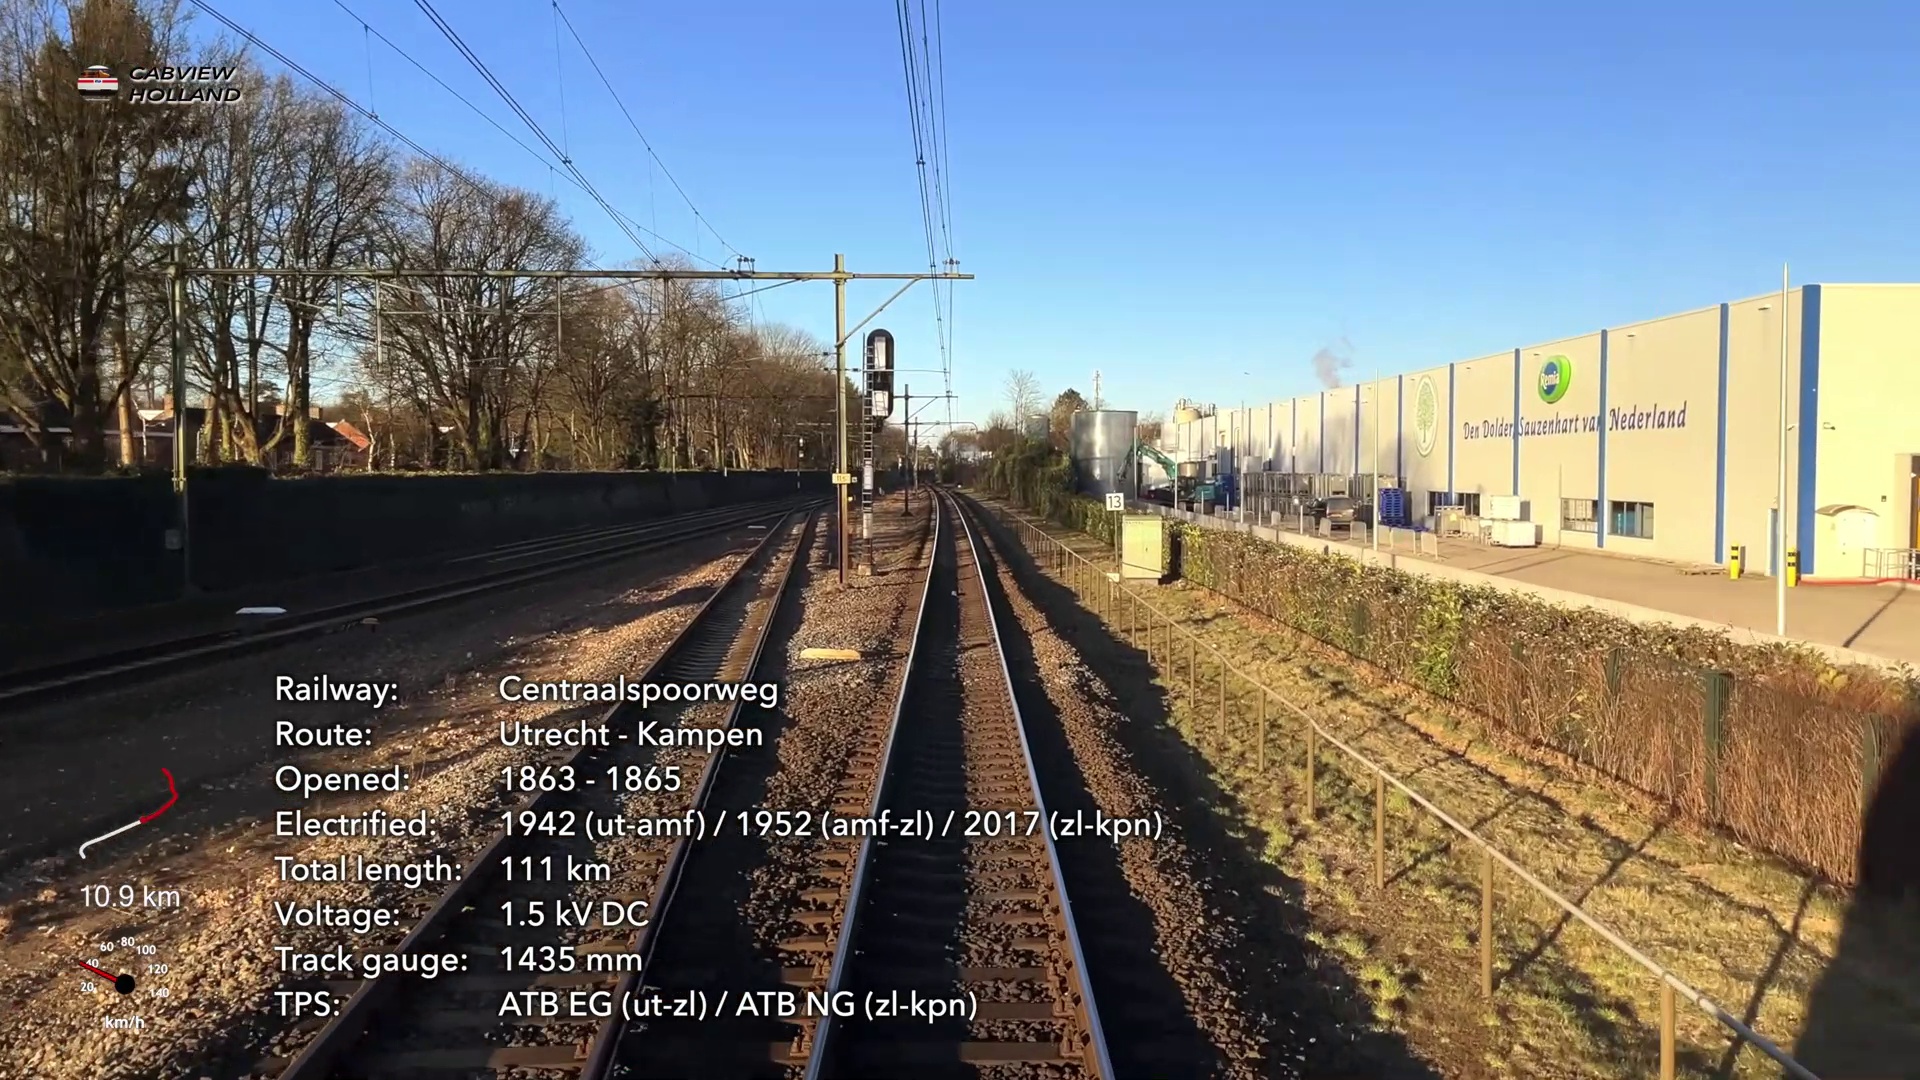 CABVIEW
HOLLAND
Remia
Den Dolder, Sauzenhart van Nederland
13
Railway: Centraalspoorweg
Route: Utrecht - Kampen
Opened: 1863 - 1865
Electrified: 1942 (ut-amf) / 1952 (amf-zl) / 2017 (zl-kpn)
Total length: 111 km
Voltage: 1.5 kV DC
Track gauge: 1435 mm
TPS: ATB EG (ut-zl) / ATB NG (zl-kpn)
10.9 km
20 40 60 80 100 120 140
km/h